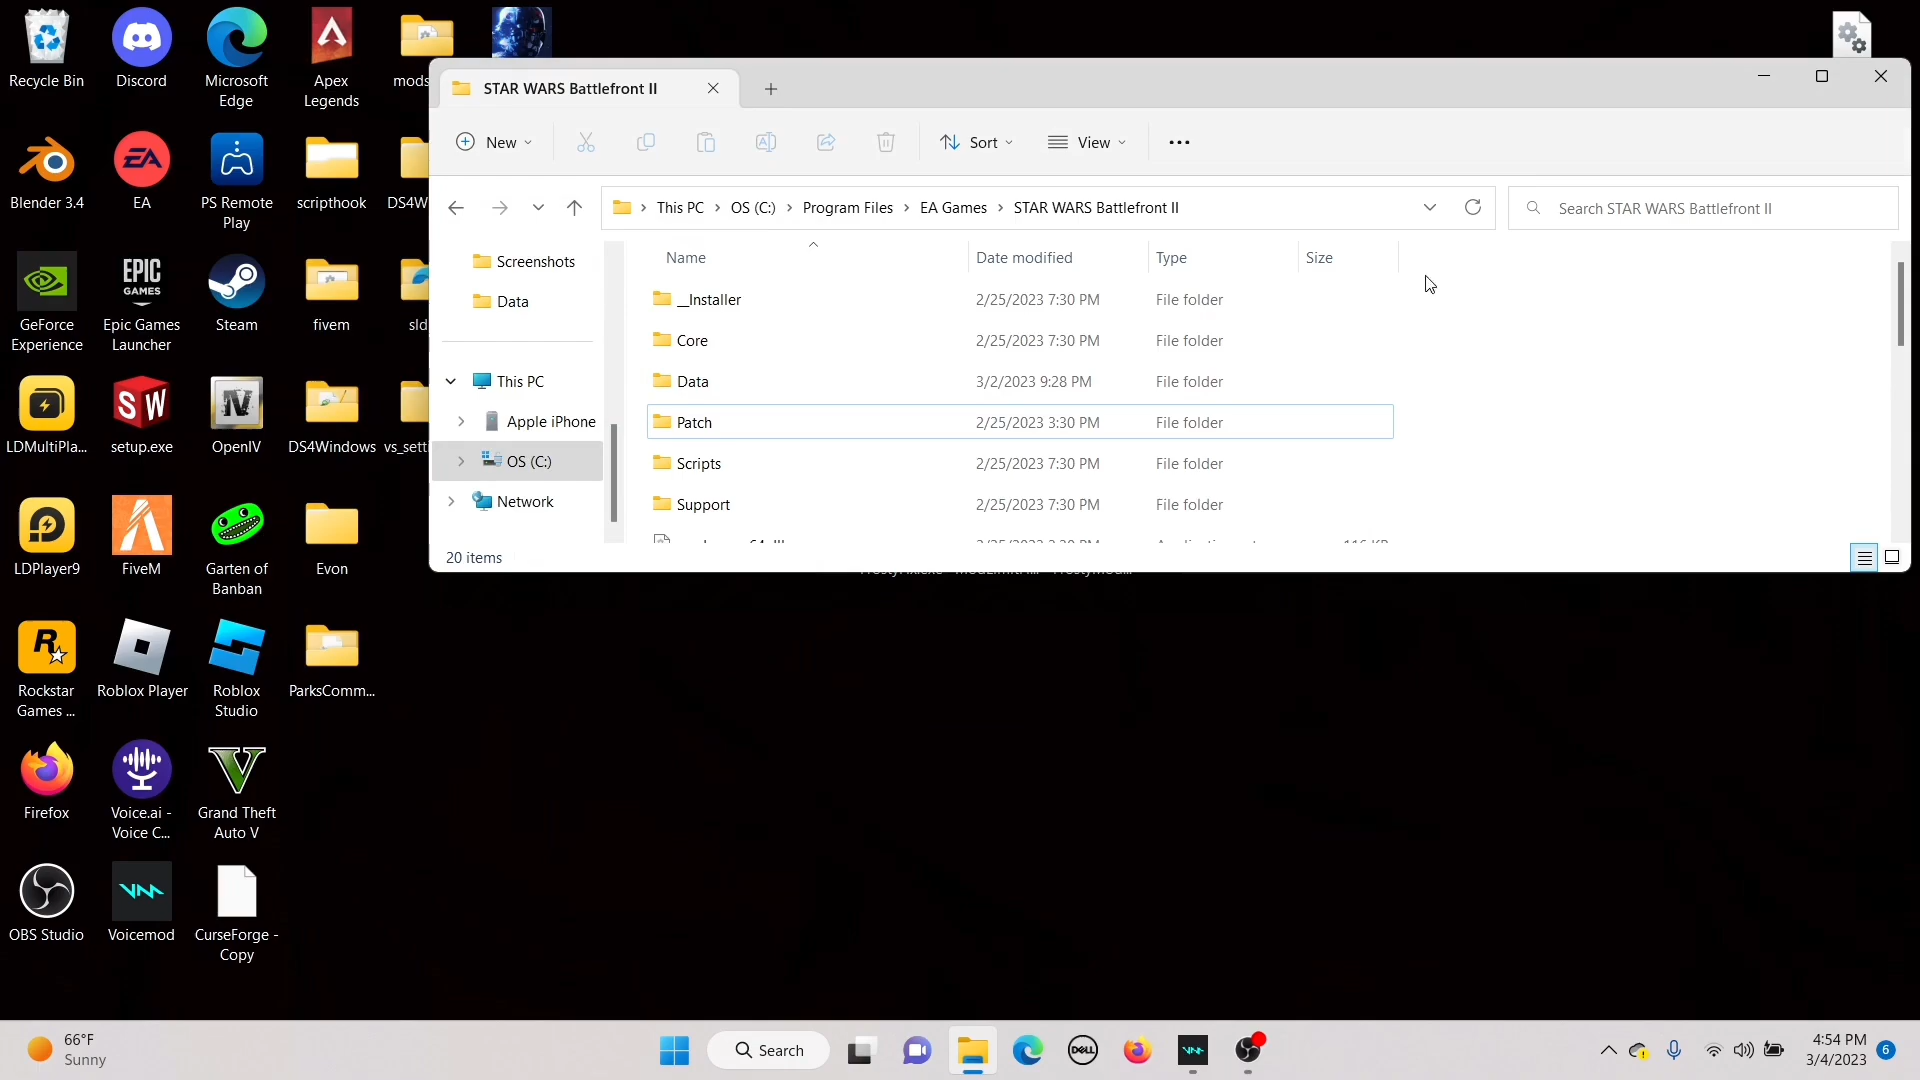 Recycle Bin
Discord
Microsoft
Edge
Apex
Legends
mods
STAR WARS Battlefront II
New
Sort
View
This PC
OS (C:)
Program Files
EA Games
STAR WARS Battlefront II
Search STAR WARS Battlefront II
Screenshots
Data
This PC
Apple iPhone
OS (C:)
Network
Name
Date modified
Type
Size
__Installer 2/25/2023 7:30 PM File folder
Core 2/25/2023 7:30 PM File folder
Data 3/2/2023 9:28 PM File folder
Patch 2/25/2023 3:30 PM File folder
Scripts 2/25/2023 7:30 PM File folder
Support 2/25/2023 7:30 PM File folder
20 items
Blender 3.4
EA
EA
PS Remote
Play
scripthook
DS4W
GeForce
Experience
EPIC
GAMES
Epic Games
Launcher
Steam
fivem
sld
LDMultiPla...
SW
setup.exe
IV
OpenIV
DS4Windows
vs_setti
LDPlayer9
FiveM
Garten of
Banban
Evon
R
Rockstar
Games ...
Roblox Player
Roblox
Studio
ParksComm...
Firefox
Voice.ai -
Voice C...
V
Grand Theft
Auto V
OBS Studio
Voicemod
CurseForge -
Copy
66°F
Sunny
Search
DELL
4:54 PM
3/4/2023
6